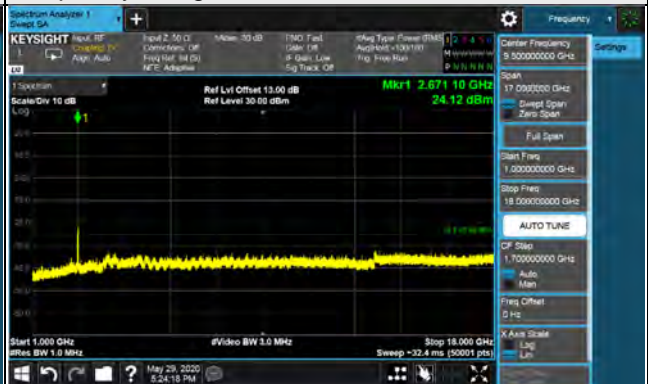 Spectrum Analyzer 1
Swept SA
+
Frequency
KEYSIGHT
Input: RF
Coupling: DC
Align: Auto
Input Z: 50 Ω
Corrections: Off
Freq Ref: Int (S)
NFE: Adaptive
#Atten: 30 dB
PNO: Fast
Gate: Off
IF Gain: Low
Sig Track: Off
#Avg Type: Power (RMS)
Avg|Hold:>100/100
Trig: Free Run
1 2 3 4 5 6
M W W W W W
P N N N N N
Center Frequency
9.500000000 GHz
Settings
Span
17.0000000 GHz
Swept Span
Zero Span
Full Span
Start Freq
1.000000000 GHz
Stop Freq
18.000000000 GHz
AUTO TUNE
CF Step
1.700000000 GHz
Auto
Man
Freq Offset
0 Hz
X Axis Scale
Log
Lin
1 Spectrum
Scale/Div 10 dB
Log
Ref Lvl Offset 13.00 dB
Ref Level 30.00 dBm
Mkr1 2.671 10 GHz
24.12 dBm
1
Start 1.000 GHz
#Res BW 1.0 MHz
#Video BW 3.0 MHz
Stop 18.000 GHz
Sweep ~32.4 ms (50001 pts)
?
May 29, 2020
5:24:18 PM